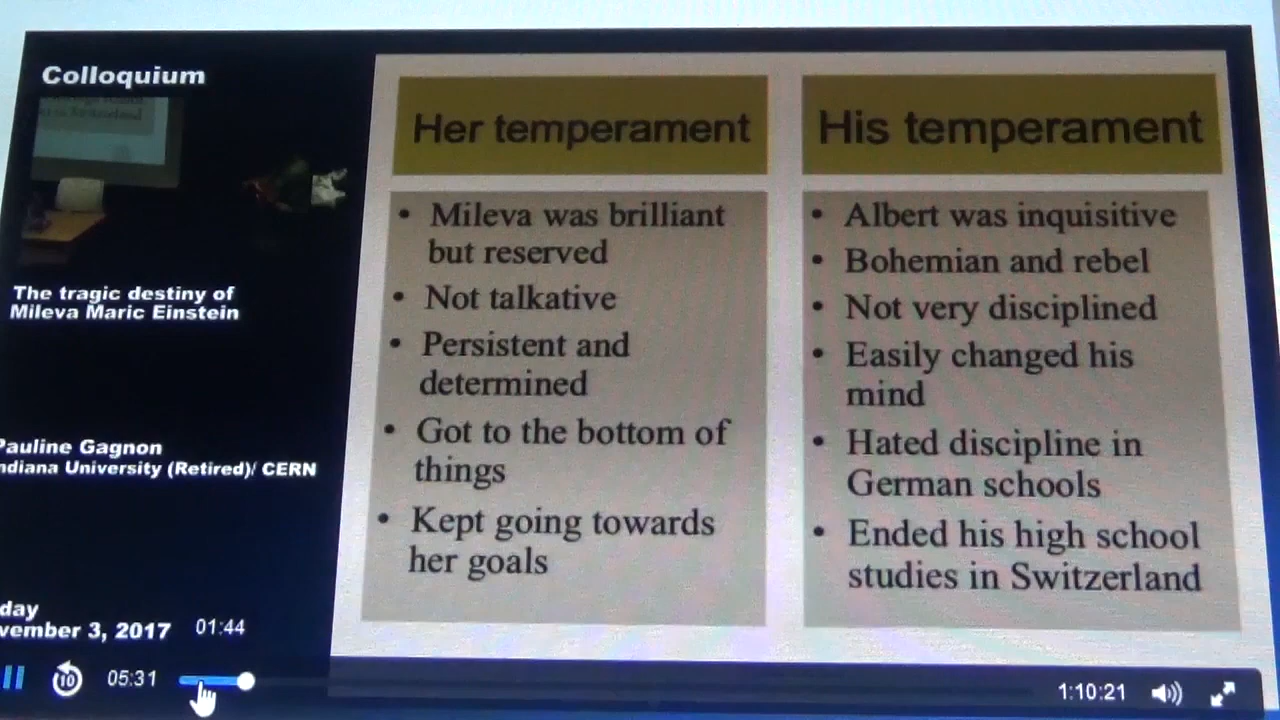 Colloquium
The tragic destiny of
Mileva Maric Einstein
Pauline Gagnon
ndiana University (Retired)/ CERN
day
vember 3, 2017
01:44
Her temperament
• Mileva was brilliant
but reserved
• Not talkative
• Persistent and
determined
• Got to the bottom of
things
• Kept going towards
her goals
His temperament
• Albert was inquisitive
• Bohemian and rebel
• Not very disciplined
• Easily changed his
mind
• Hated discipline in
German schools
• Ended his high school
studies in Switzerland
10
05:31
1:10:21